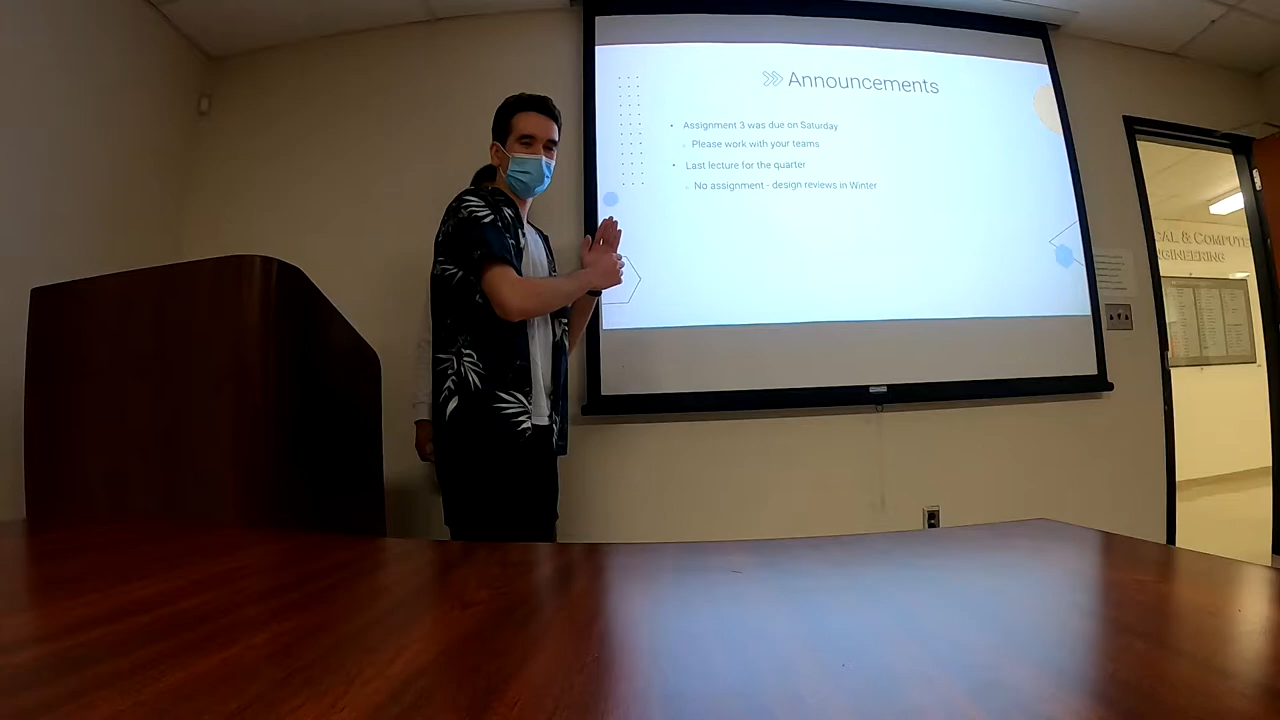 Announcements
Assignment 3 was due on Saturday
Please work with your teams
Last lecture for the quarter
No assignment - design reviews in Winter
CAL & COMPUTE
NGINEERING